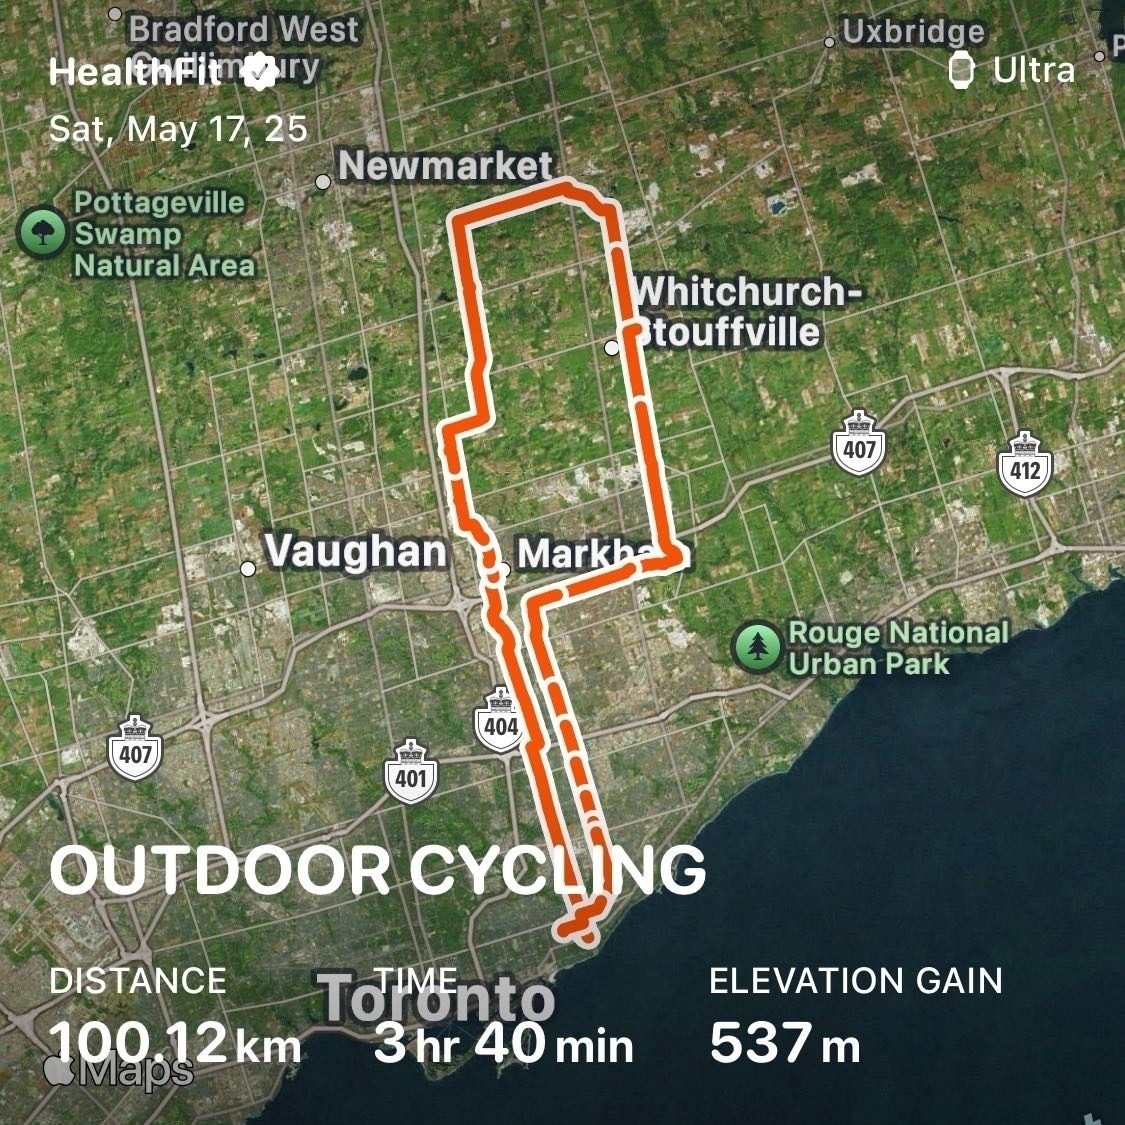 Bradford West
Gwillimbury
Uxbridge
HealthFit
Ultra
Sat, May 17, 25
Newmarket
Pottageville
Swamp
Natural Area
Whitchurch-
Stouffville
407
412
Vaughan
Markham
Rouge National
Urban Park
404
407
401
OUTDOOR CYCLING
DISTANCE
TIME
ELEVATION GAIN
Toronto
100.12 km
3 hr 40 min
537 m
Maps